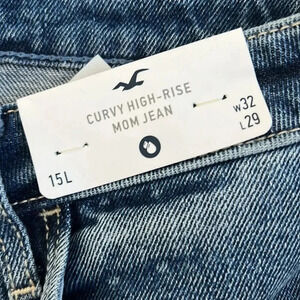 CURVY HIGH-RISE
MOM JEAN
15L
W32
L29